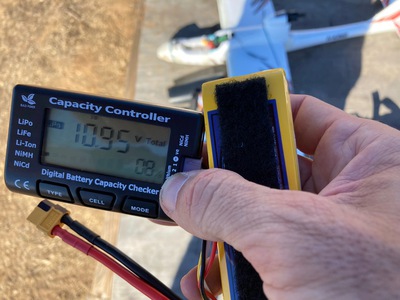 Capacity Controller
LiPo
LiFe
Li-Ion
NiMH
NiCd
10.95 V Total
08
Digital Battery Capacity Checker
CE
TYPE
CELL
MODE